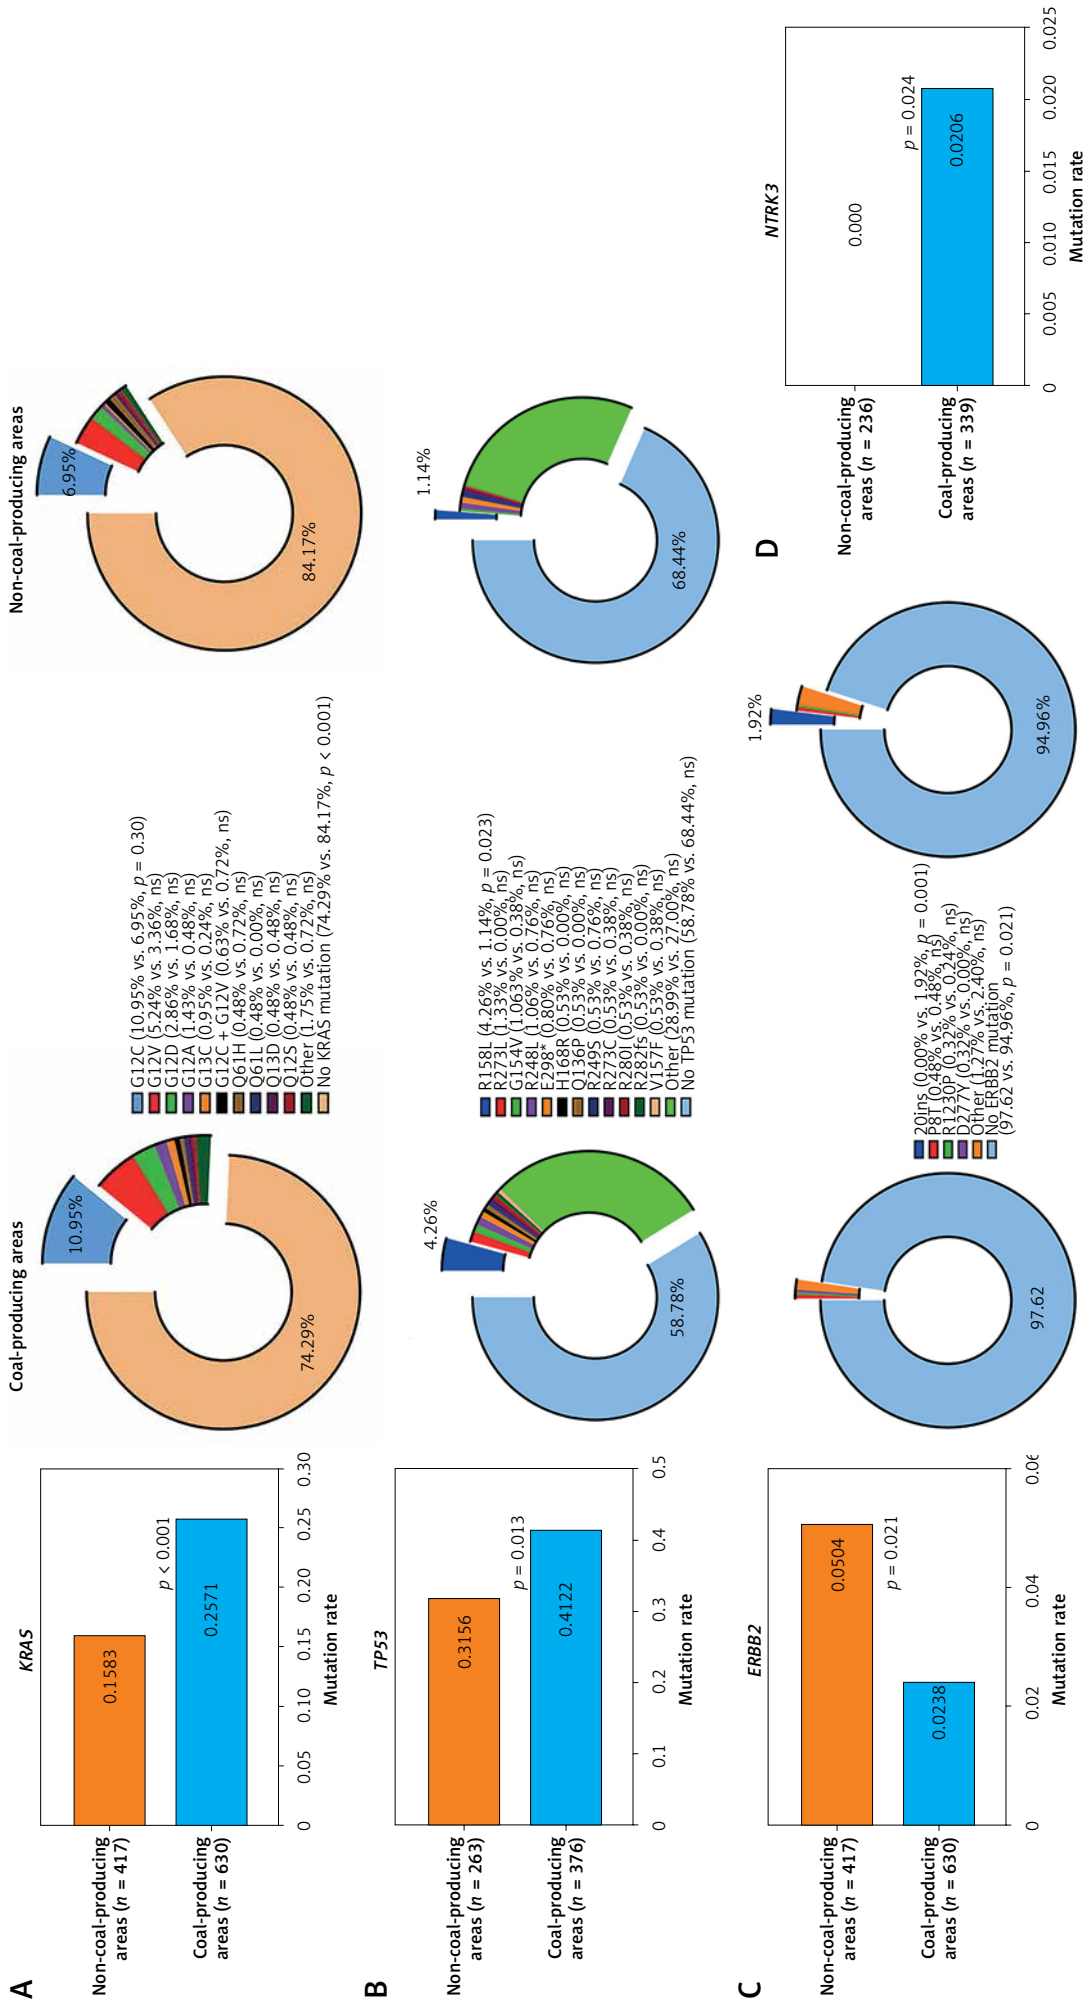 A
KRAS
Non-coal-producing
areas (n = 417)
Coal-producing
areas (n = 630)
0.1583
p < 0.001
0.2571
0 0.05 0.10 0.15 0.20 0.25 0.30
Mutation rate
Coal-producing areas
10.95%
74.29%
G12C (10.95% vs. 6.95%, p = 0.30)
G12V (5.24% vs. 3.36%, ns)
G12D (2.86% vs. 1.68%, ns)
G12A (1.43% vs. 0.48%, ns)
G13C (0.95% vs. 0.24%, ns)
G12C + G12V (0.63% vs. 0.72%, ns)
Q61H (0.48% vs. 0.72%, ns)
Q61L (0.48% vs. 0.00%, ns)
Q13D (0.48% vs. 0.48%, ns)
Q12S (0.48% vs. 0.48%, ns)
Other (1.75% vs. 0.72%, ns)
No KRAS mutation (74.29% vs. 84.17%, p < 0.001)
Non-coal-producing areas
6.95%
84.17%
B
TP53
Non-coal-producing
areas (n = 263)
Coal-producing
areas (n = 376)
0.3156
p = 0.013
0.4122
0 0.1 0.2 0.3 0.4 0.5
Mutation rate
4.26%
58.78%
R158L (4.26% vs. 1.14%, p = 0.023)
R273L (1.33% vs. 0.00%, ns)
G154V (1.063% vs. 0.38%, ns)
R248L (1.06% vs. 0.76%, ns)
E298* (0.80% vs. 0.76%, ns)
H168R (0.53% vs. 0.00%, ns)
Q136P (0.53% vs. 0.00%, ns)
R249S (0.53% vs. 0.76%, ns)
R273C (0.53% vs. 0.38%, ns)
R280I (0.53% vs. 0.38%, ns)
R282fs (0.53% vs. 0.00%, ns)
V157F (0.53% vs. 0.38%, ns)
Other (28.99% vs. 27.00%, ns)
No TP53 mutation (58.78% vs. 68.44%, ns)
1.14%
68.44%
C
ERBB2
Non-coal-producing
areas (n = 417)
Coal-producing
areas (n = 630)
0.0504
p = 0.021
0.0238
0 0.02 0.04 0.06
Mutation rate
97.62
20ins (0.00% vs. 1.92%, p = 0.001)
P8T (0.48% vs. 0.48%, ns)
R1230P (0.32% vs. 0.24%, ns)
D277Y (0.32% vs. 0.00%, ns)
Other (1.27% vs. 2.40%, ns)
No ERBB2 mutation
(97.62 vs. 94.96%, p = 0.021)
1.92%
94.96%
D
NTRK3
Non-coal-producing
areas (n = 236)
Coal-producing
areas (n = 339)
0.000
p = 0.024
0.0206
0 0.005 0.010 0.015 0.020 0.025
Mutation rate